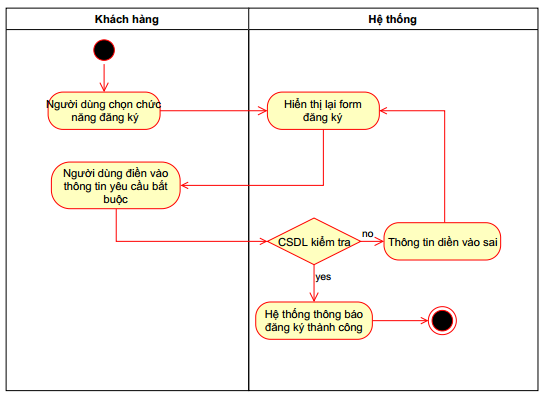 Khách hàng
Hệ thống
Người dùng chọn chức
năng đăng ký
Hiển thị lại form
đăng ký
Người dùng điền vào
thông tin yêu cầu bắt
buộc
CSDL kiểm tra
no
Thông tin điền vào sai
yes
Hệ thống thông báo
đăng ký thành công